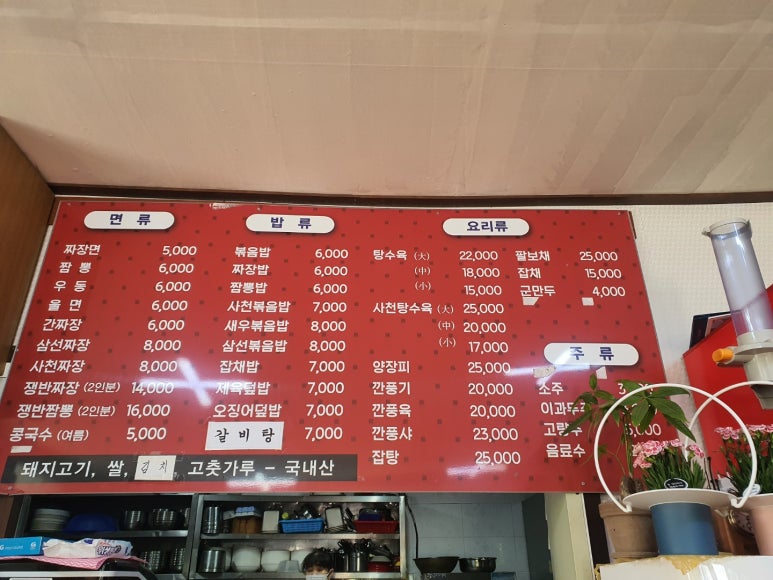 면 류
짜장면 5,000
짬 뽕 6,000
우 동 6,000
울 면 6,000
간짜장 6,000
삼선짜장 8,000
사천짜장 8,000
쟁반짜장 (2인분) 14,000
쟁반짬뽕 (2인분) 16,000
콩국수 (여름) 5,000
밥 류
볶음밥 6,000
짜장밥 6,000
짬뽕밥 6,000
사천볶음밥 7,000
새우볶음밥 8,000
삼선볶음밥 8,000
잡채밥 7,000
제육덮밥 7,000
오징어덮밥 7,000
갈비탕 7,000
요리류
탕수육 (大) 22,000
(中) 18,000
(小) 15,000
사천탕수육 (大) 25,000
(中) 20,000
(小) 17,000
양장피 25,000
깐풍기 20,000
깐풍육 20,000
깐풍샤 23,000
잡탕 25,000
팔보채 25,000
잡채 15,000
군만두 4,000
주 류
소주
이과두주
고량주
음료수
돼지고기, 쌀, 김치 고춧가루 - 국내산